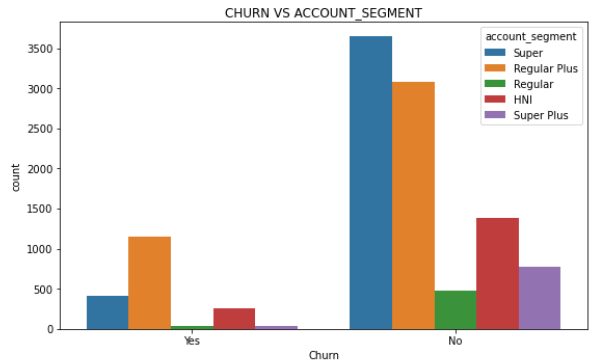 CHURN VS ACCOUNT_SEGMENT
account_segment
Super
Regular Plus
Regular
HNI
Super Plus
3500
3000
2500
2000
1500
1000
500
0
count
Yes
No
Churn